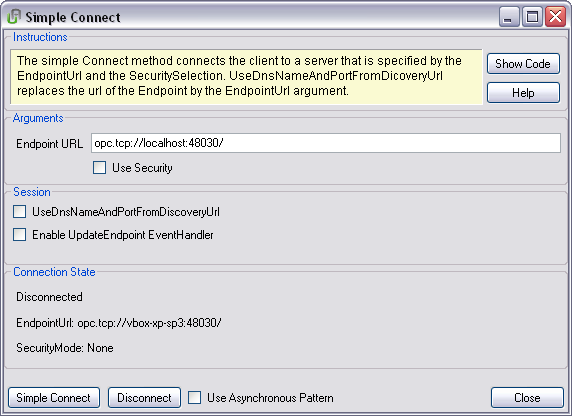 Simple Connect
Instructions
The simple Connect method connects the client to a server that is specified by the
EndpointUrl and the SecuritySelection. UseDnsNameAndPortFromDicoveryUrl
replaces the url of the Endpoint by the EndpointUrl argument.
Show Code
Help
Arguments
Endpoint URL opc.tcp://localhost:48030/
Use Security
Session
UseDnsNameAndPortFromDiscoveryUrl
Enable UpdateEndpoint EventHandler
Connection State
Disconnected
EndpointUrl: opc.tcp://vbox-xp-sp3:48030/
SecurityMode: None
Simple Connect Disconnect Use Asynchronous Pattern Close